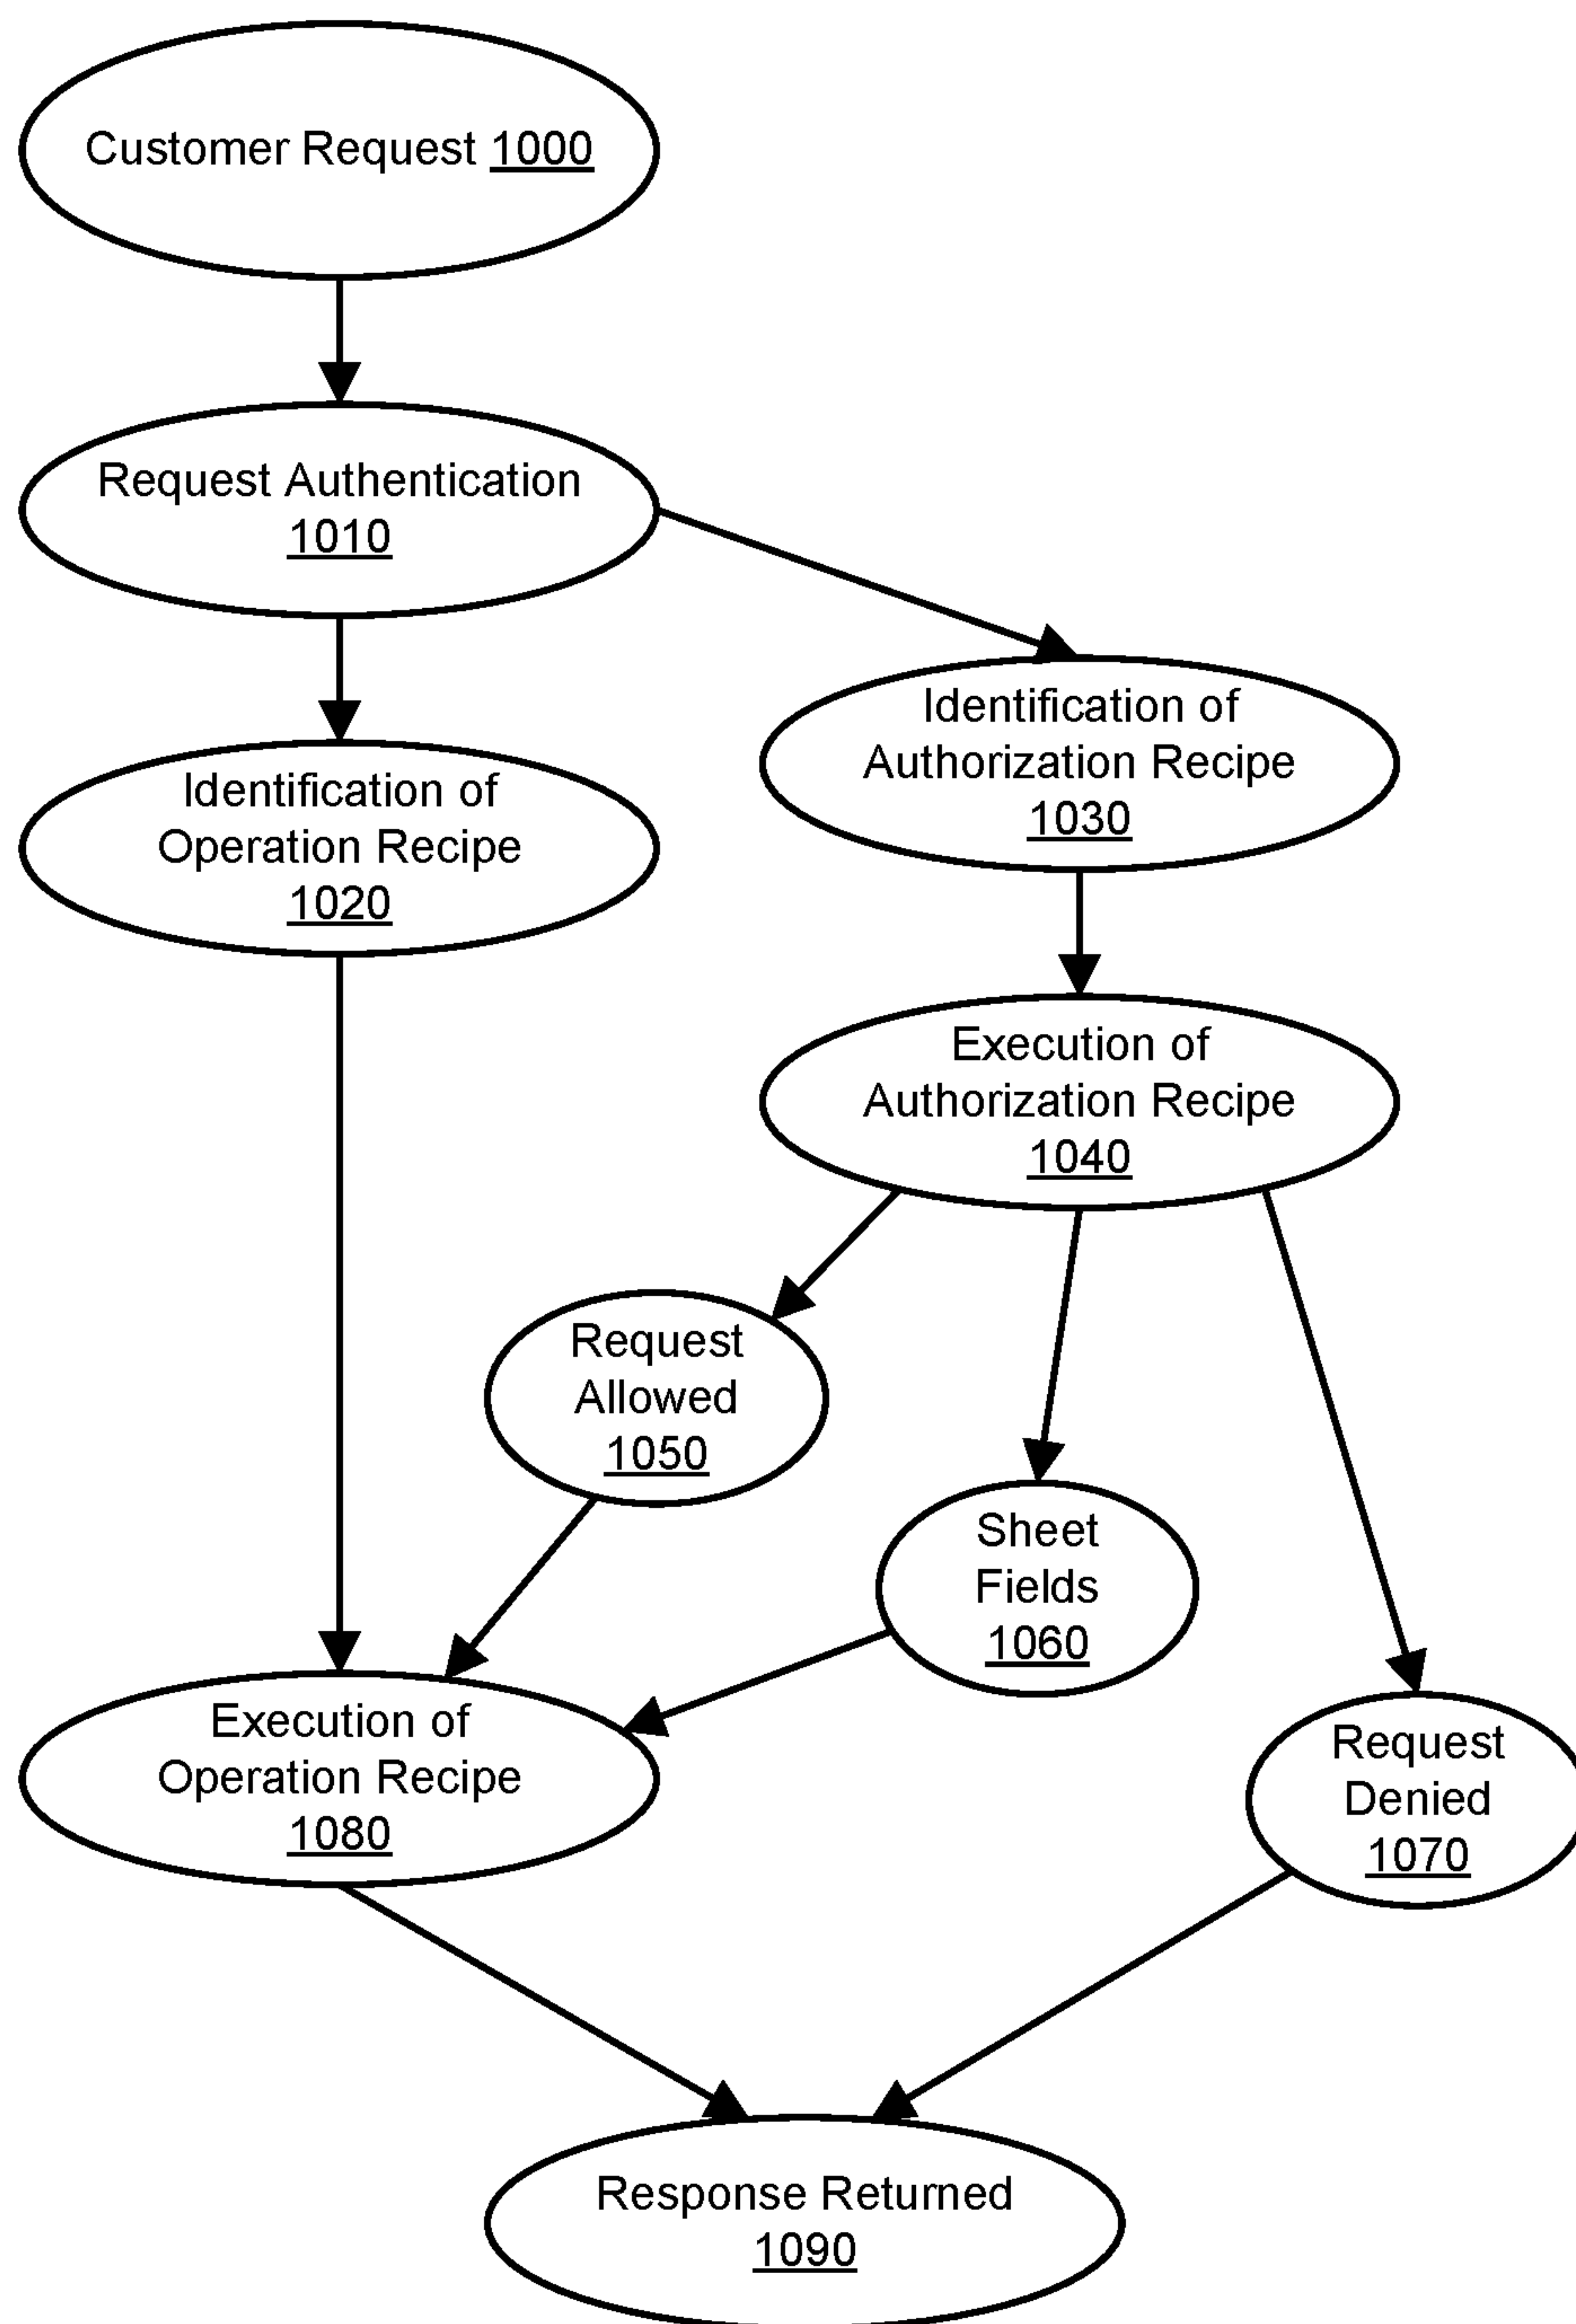 Customer Request 1000
Request Authentication
1010
Identification of
Operation Recipe
1020
Identification of
Authorization Recipe
1030
Execution of
Authorization Recipe
1040
Request
Allowed
1050
Sheet
Fields
1060
Request
Denied
1070
Execution of
Operation Recipe
1080
Response Returned
1090